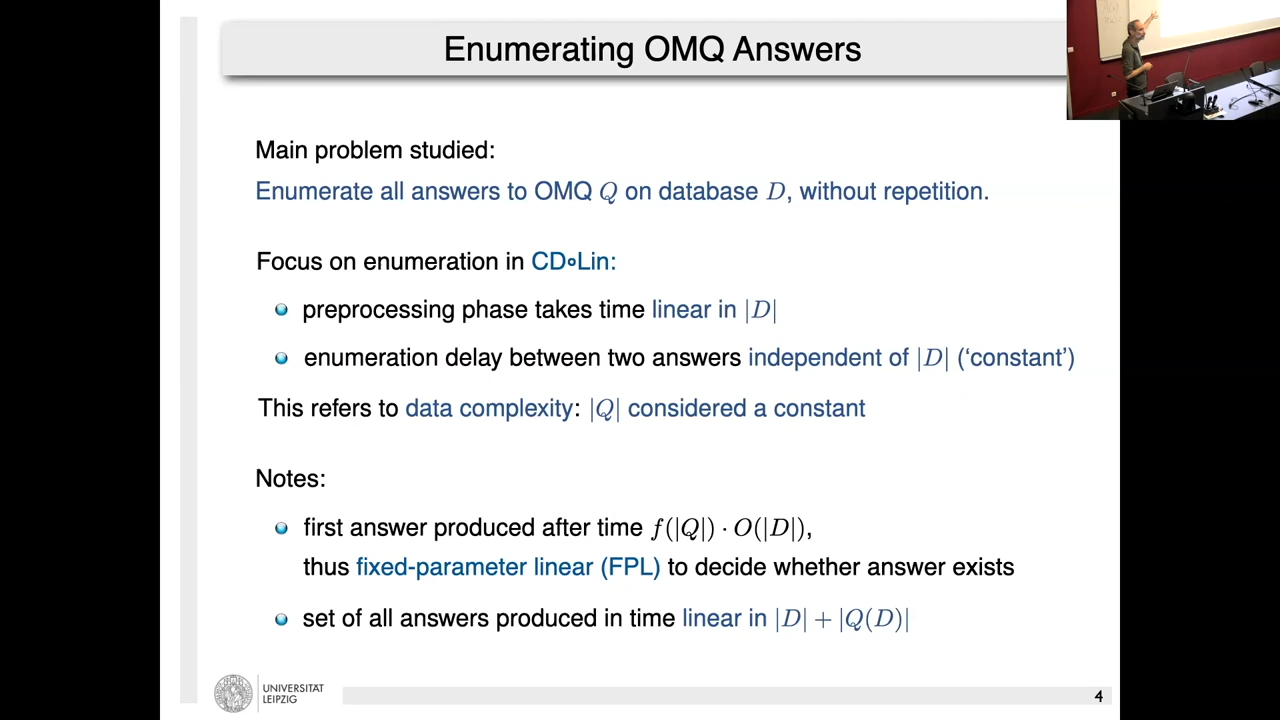 Enumerating OMQ Answers
Main problem studied:
Enumerate all answers to OMQ Q on database D, without repetition.
Focus on enumeration in CD∘Lin:
preprocessing phase takes time linear in |D|
enumeration delay between two answers independent of |D| (‘constant’)
This refers to data complexity: |Q| considered a constant
Notes:
first answer produced after time f(|Q|) · O(|D|),
thus fixed-parameter linear (FPL) to decide whether answer exists
set of all answers produced in time linear in |D| + |Q(D)|
UNIVERSITÄT
LEIPZIG
4